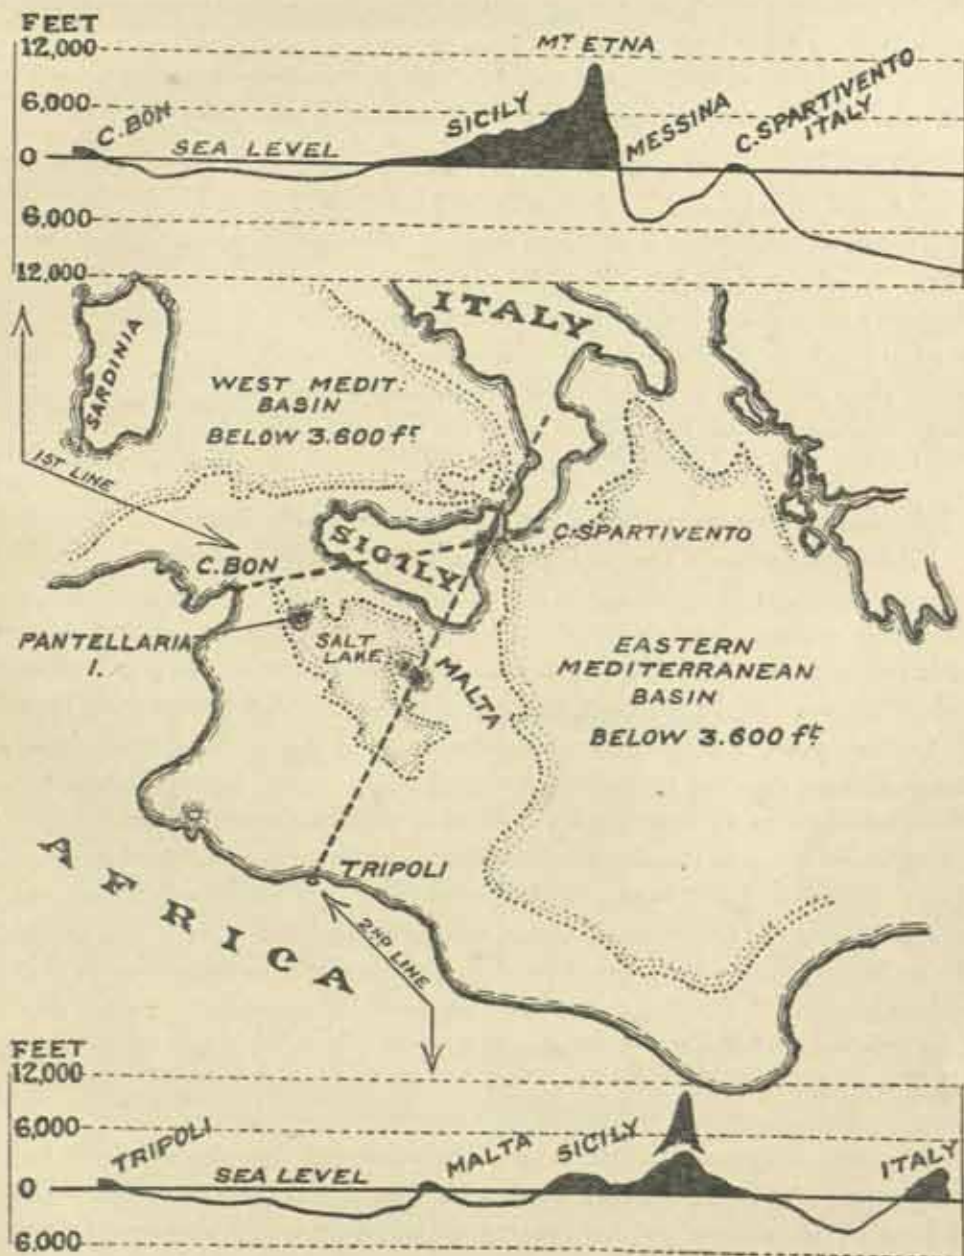 FEET
12,000
MT ETNA
6,000
C. BON
SICILY
MESSINA
C. SPARTIVENTO
ITALY
0
SEA LEVEL
6,000
12,000
ITALY
SARDINIA
WEST MEDIT:
BASIN
BELOW 3.600 ft
1ST LINE
C. SPARTIVENTO
C. BON
SICILY
PANTELLARIA
I.
SALT
LAKE
MALTA
EASTERN
MEDITERRANEAN
BASIN
BELOW 3.600 ft
TRIPOLI
AFRICA
2ND LINE
FEET
12,000
6,000
TRIPOLI
MALTA
SICILY
ITALY
SEA LEVEL
0
6.000